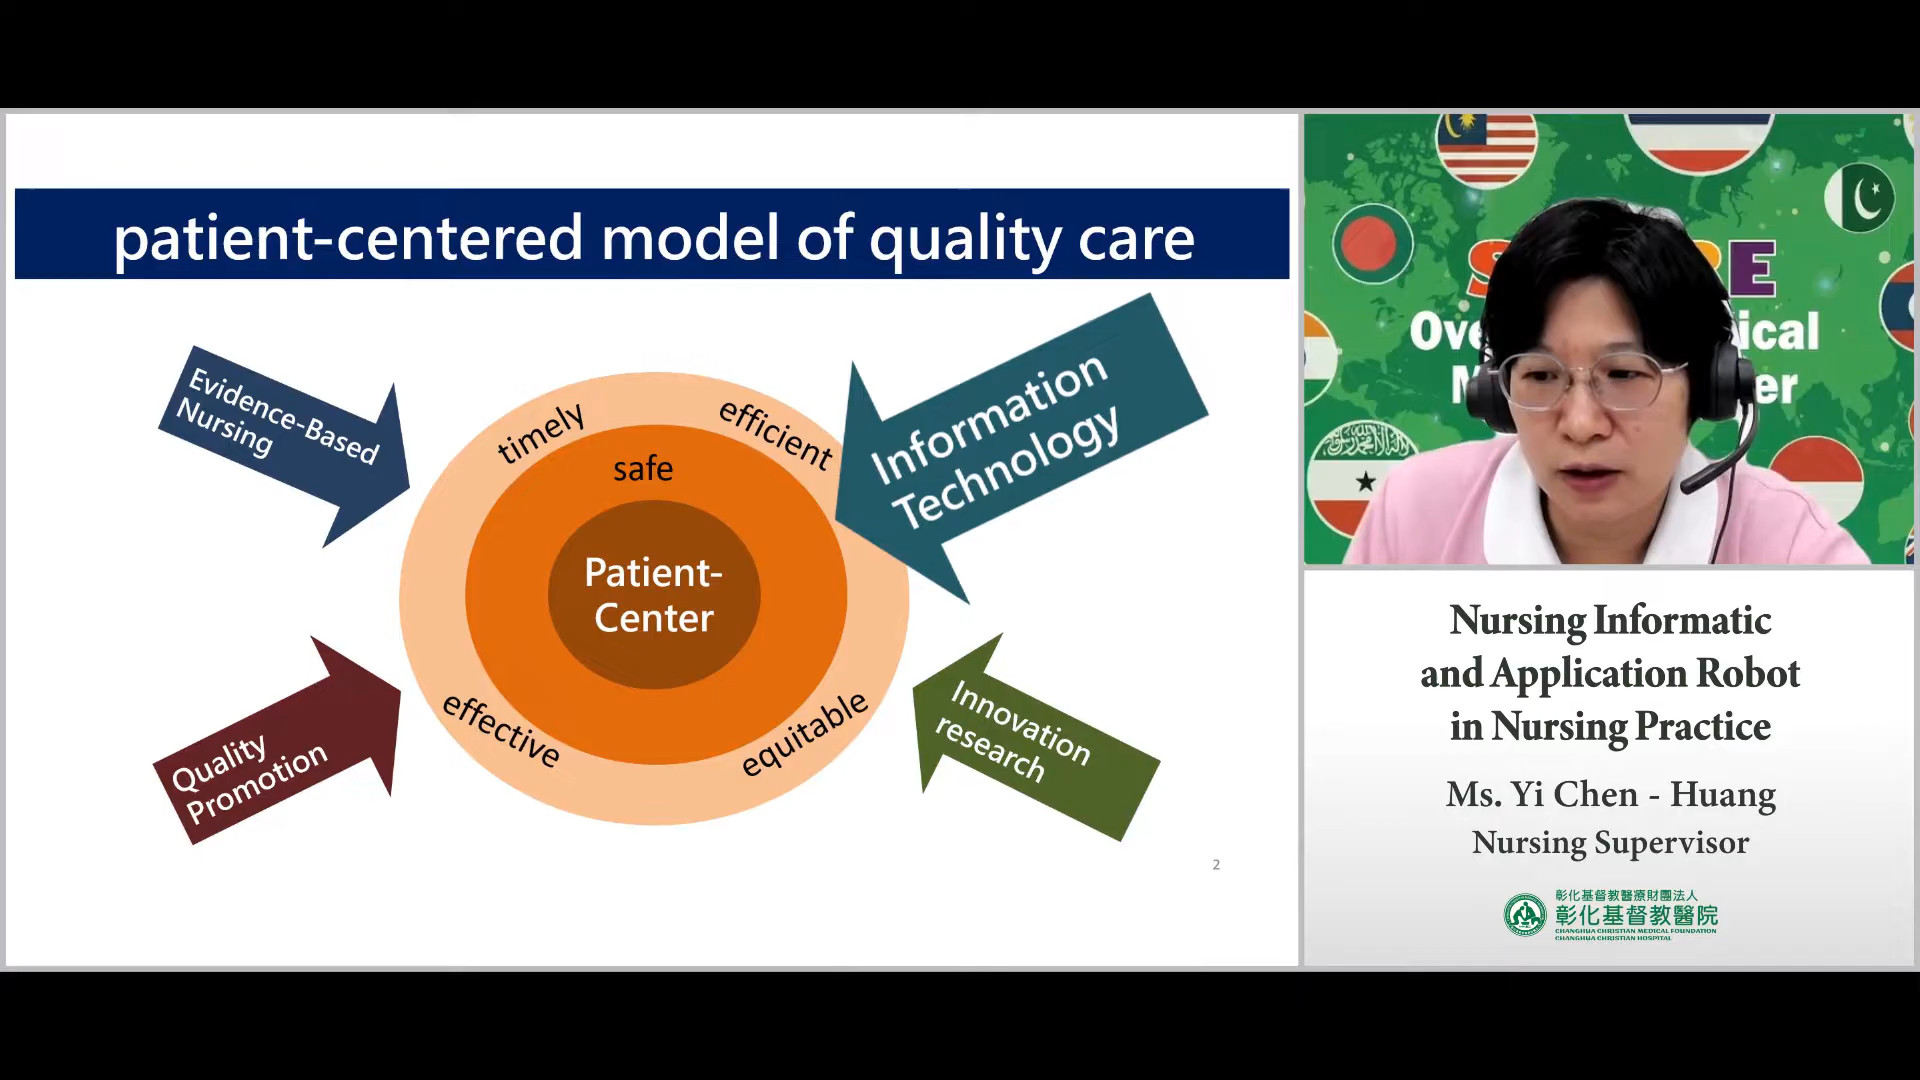 patient-centered model of quality care
Evidence-Based
Nursing
Information
Technology
timely
efficient
safe
Patient-
Center
effective
equitable
Quality
Promotion
Innovation
research
2
Nursing Informatic
and Application Robot
in Nursing Practice
Ms. Yi Chen - Huang
Nursing Supervisor
彰化基督教醫療財團法人
彰化基督教醫院
CHANGHUA CHRISTIAN MEDICAL FOUNDATION
CHANGHUA CHRISTIAN HOSPITAL